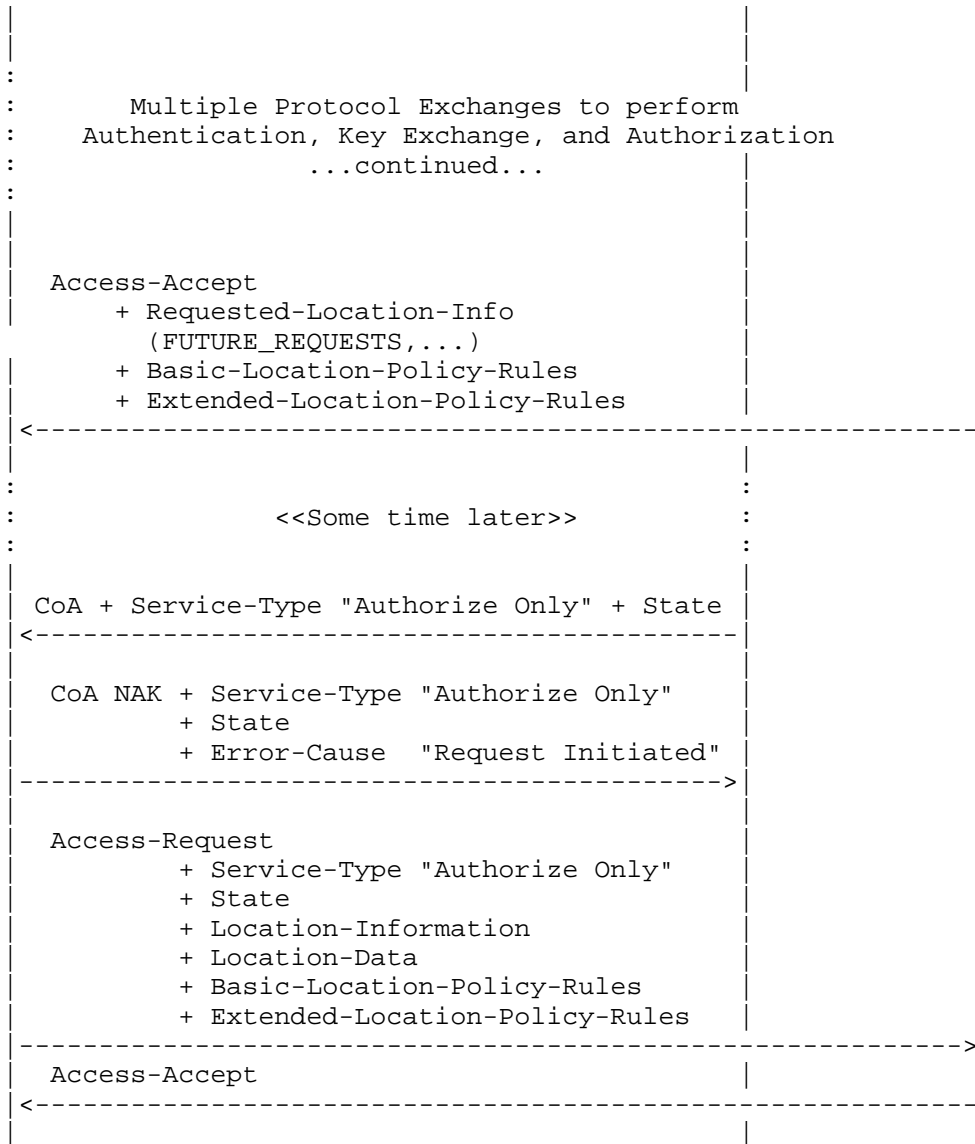 Multiple Protocol Exchanges to perform
Authentication, Key Exchange, and Authorization
...continued...
Access-Accept
+ Requested-Location-Info
(FUTURE_REQUESTS,...)
+ Basic-Location-Policy-Rules
+ Extended-Location-Policy-Rules
<<Some time later>>
CoA + Service-Type "Authorize Only" + State
CoA NAK + Service-Type "Authorize Only"
+ State
+ Error-Cause "Request Initiated"
Access-Request
+ Service-Type "Authorize Only"
+ State
+ Location-Information
+ Location-Data
+ Basic-Location-Policy-Rules
+ Extended-Location-Policy-Rules
Access-Accept